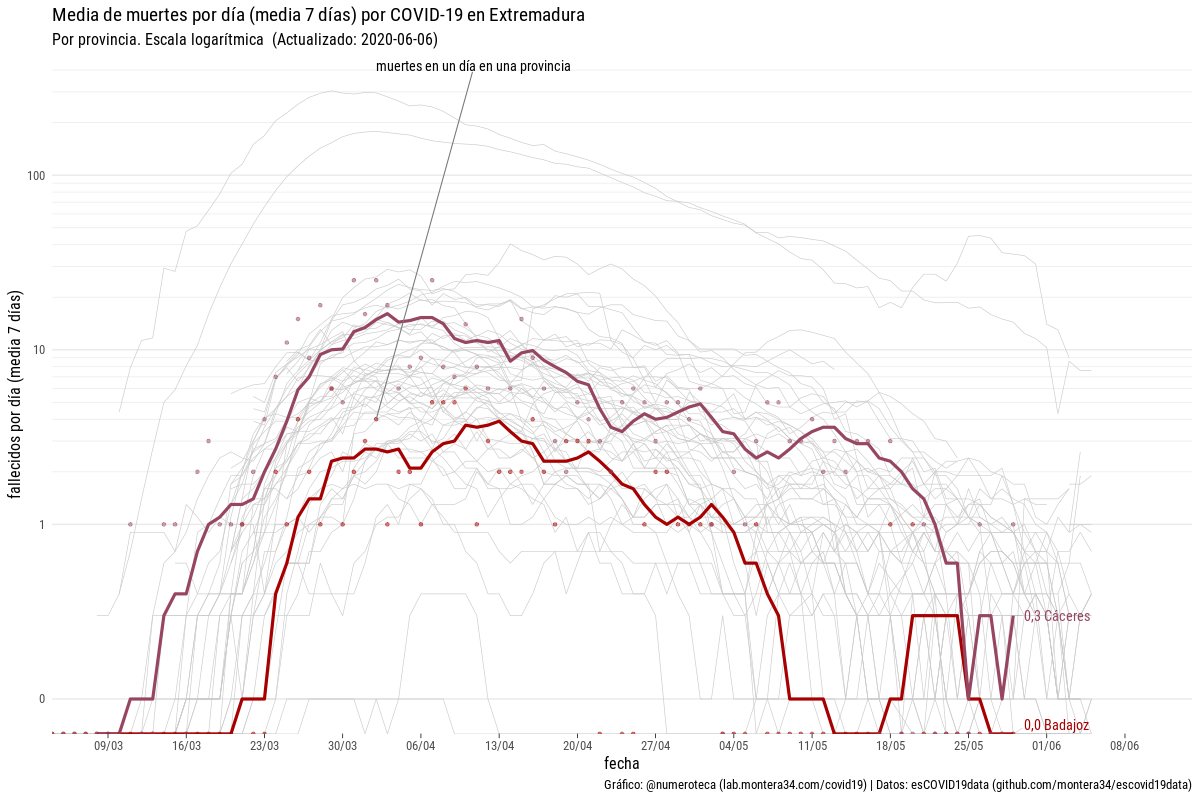 Media de muertes por día (media 7 días) por COVID-19 en Extremadura
Por provincia. Escala logarítmica (Actualizado: 2020-06-06)
muertes en un día en una provincia
fallecidos por día (media 7 días)
100
10
1
0
0,3 Cáceres
0,0 Badajoz
09/03 16/03 23/03 30/03 06/04 13/04 20/04 27/04 04/05 11/05 18/05 25/05 01/06 08/06
fecha
Gráfico: @numeroteca (lab.montera34.com/covid19) | Datos: esCOVID19data (github.com/montera34/escovid19data)